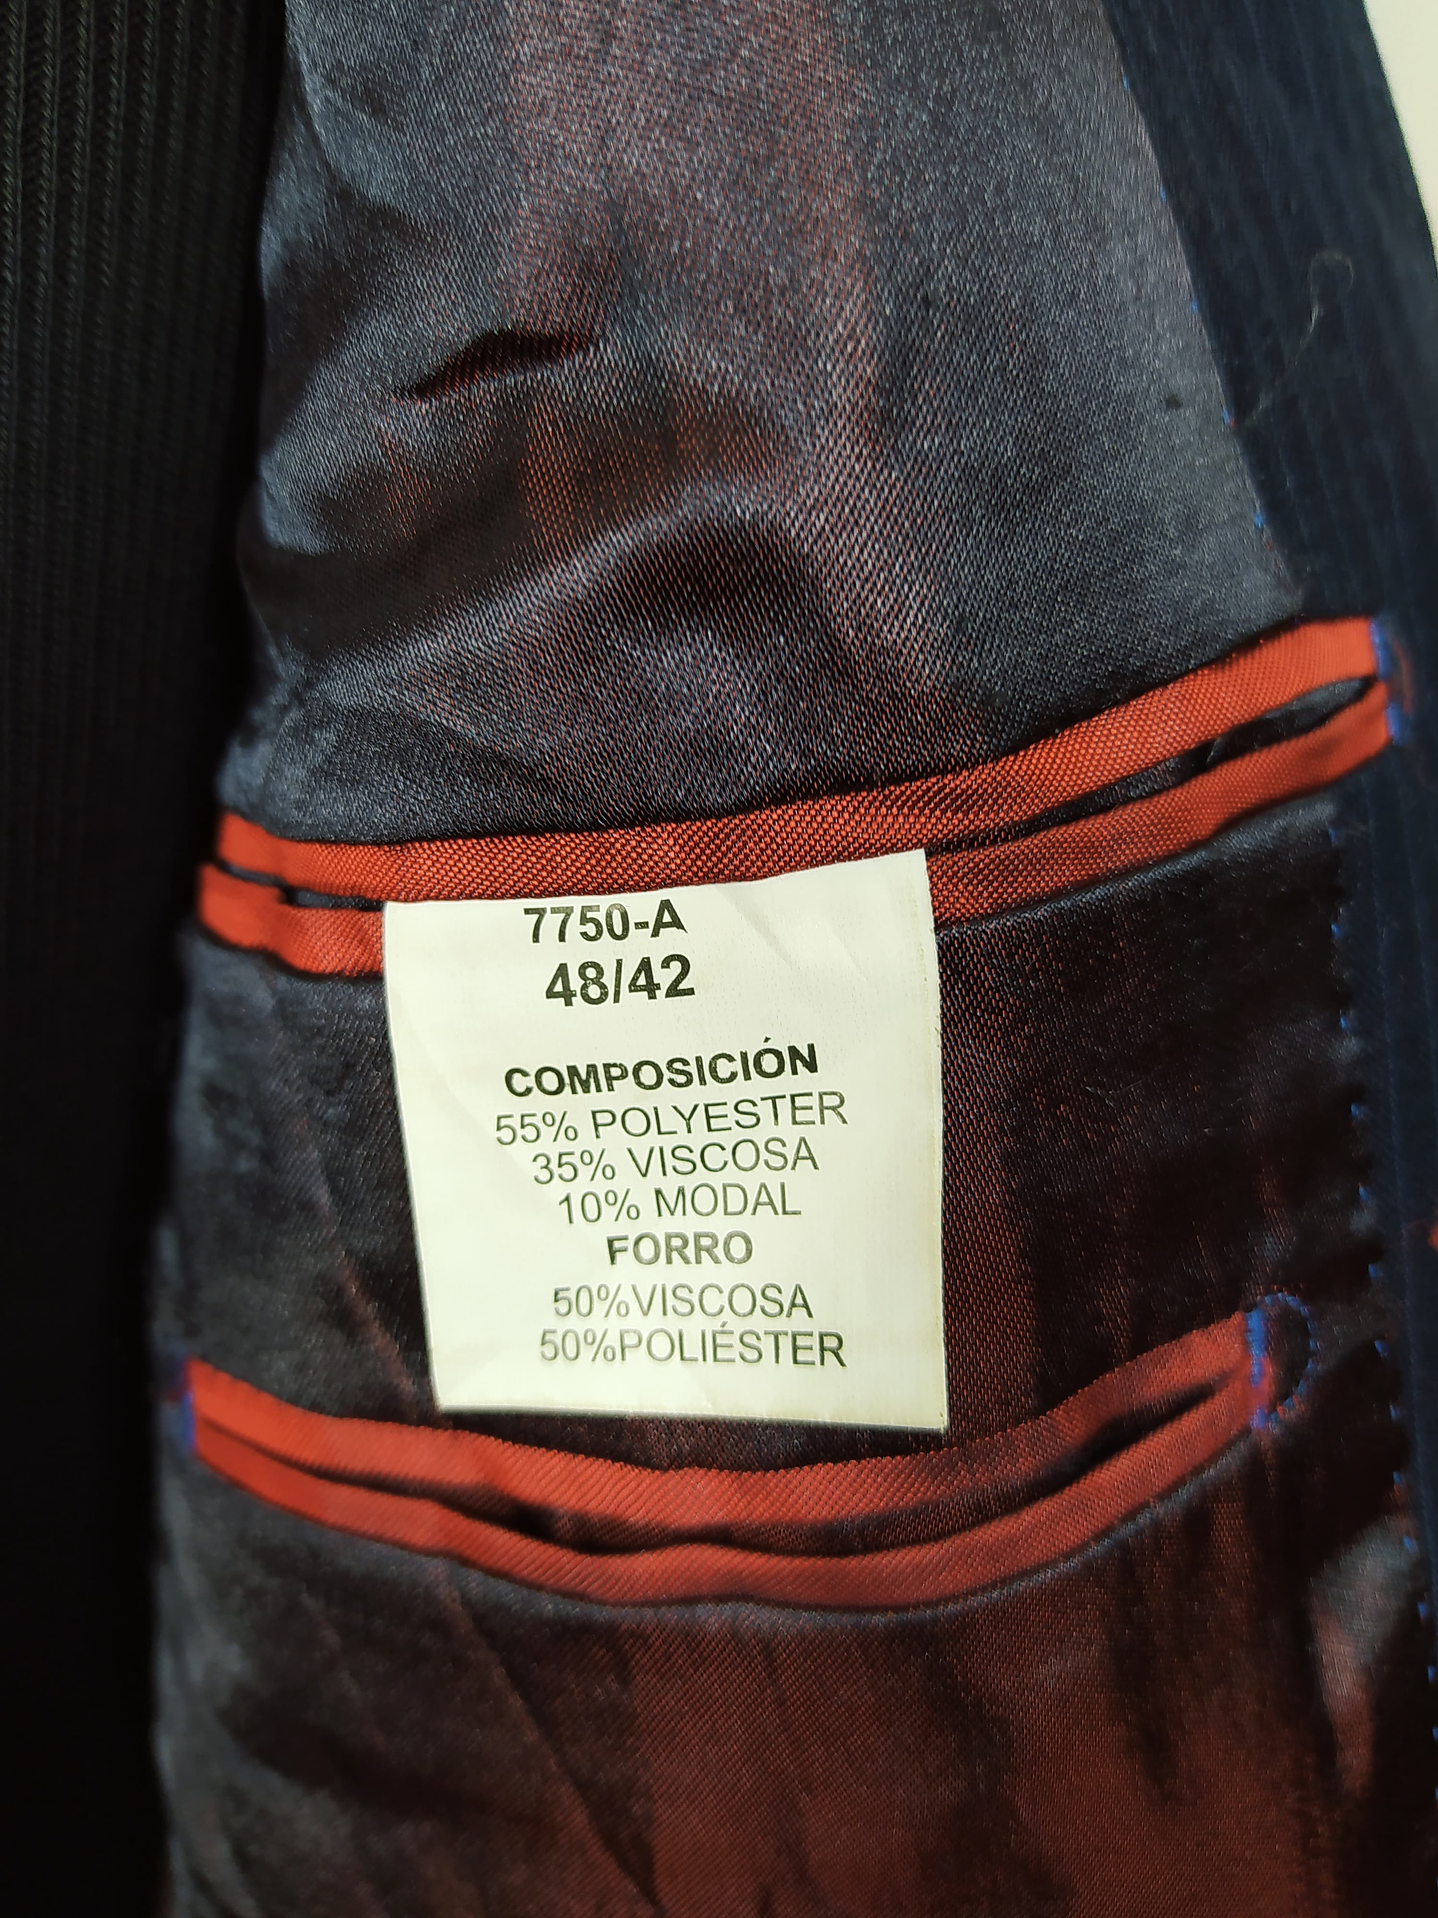 7750-A
48/42
COMPOSICIÓN
55% POLYESTER
35% VISCOSA
10% MODAL
FORRO
50%VISCOSA
50%POLIÉSTER